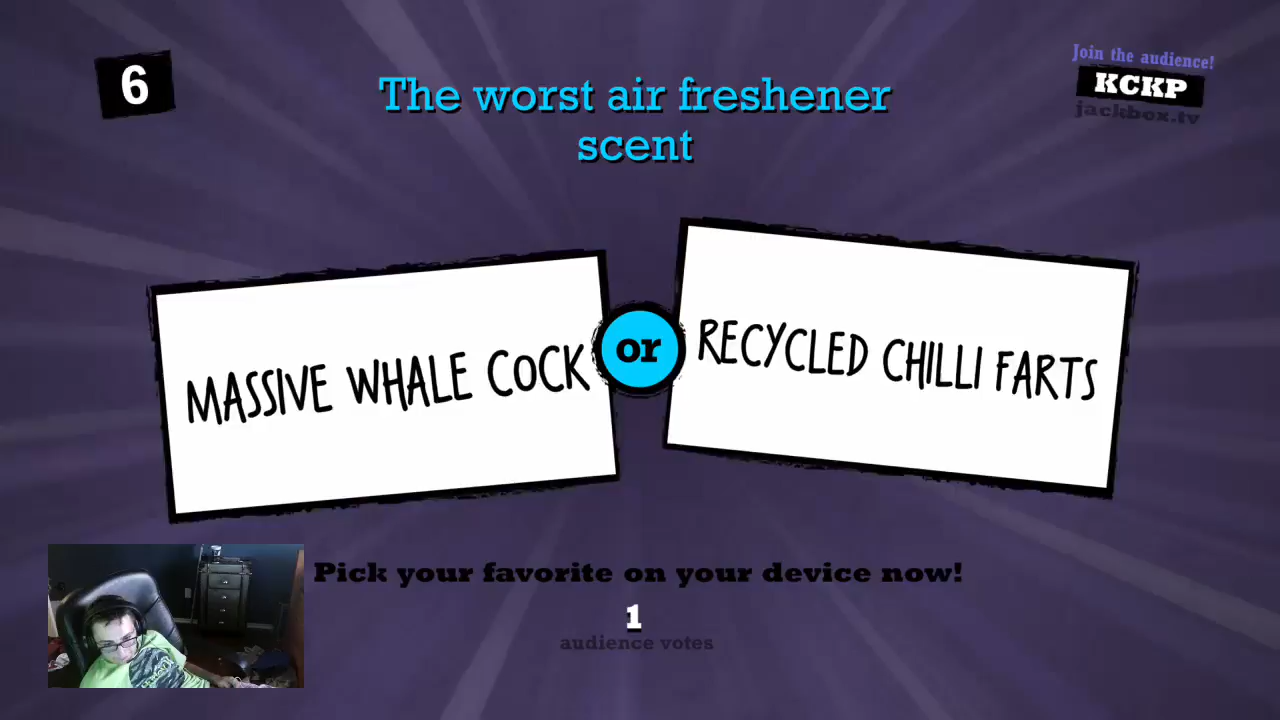 6
Join the audience!
KCKP
jackbox.tv
The worst air freshener
scent
MASSIVE WHALE COCK
or
RECYCLED CHILLI FARTS
Pick your favorite on your device now!
1
audience votes